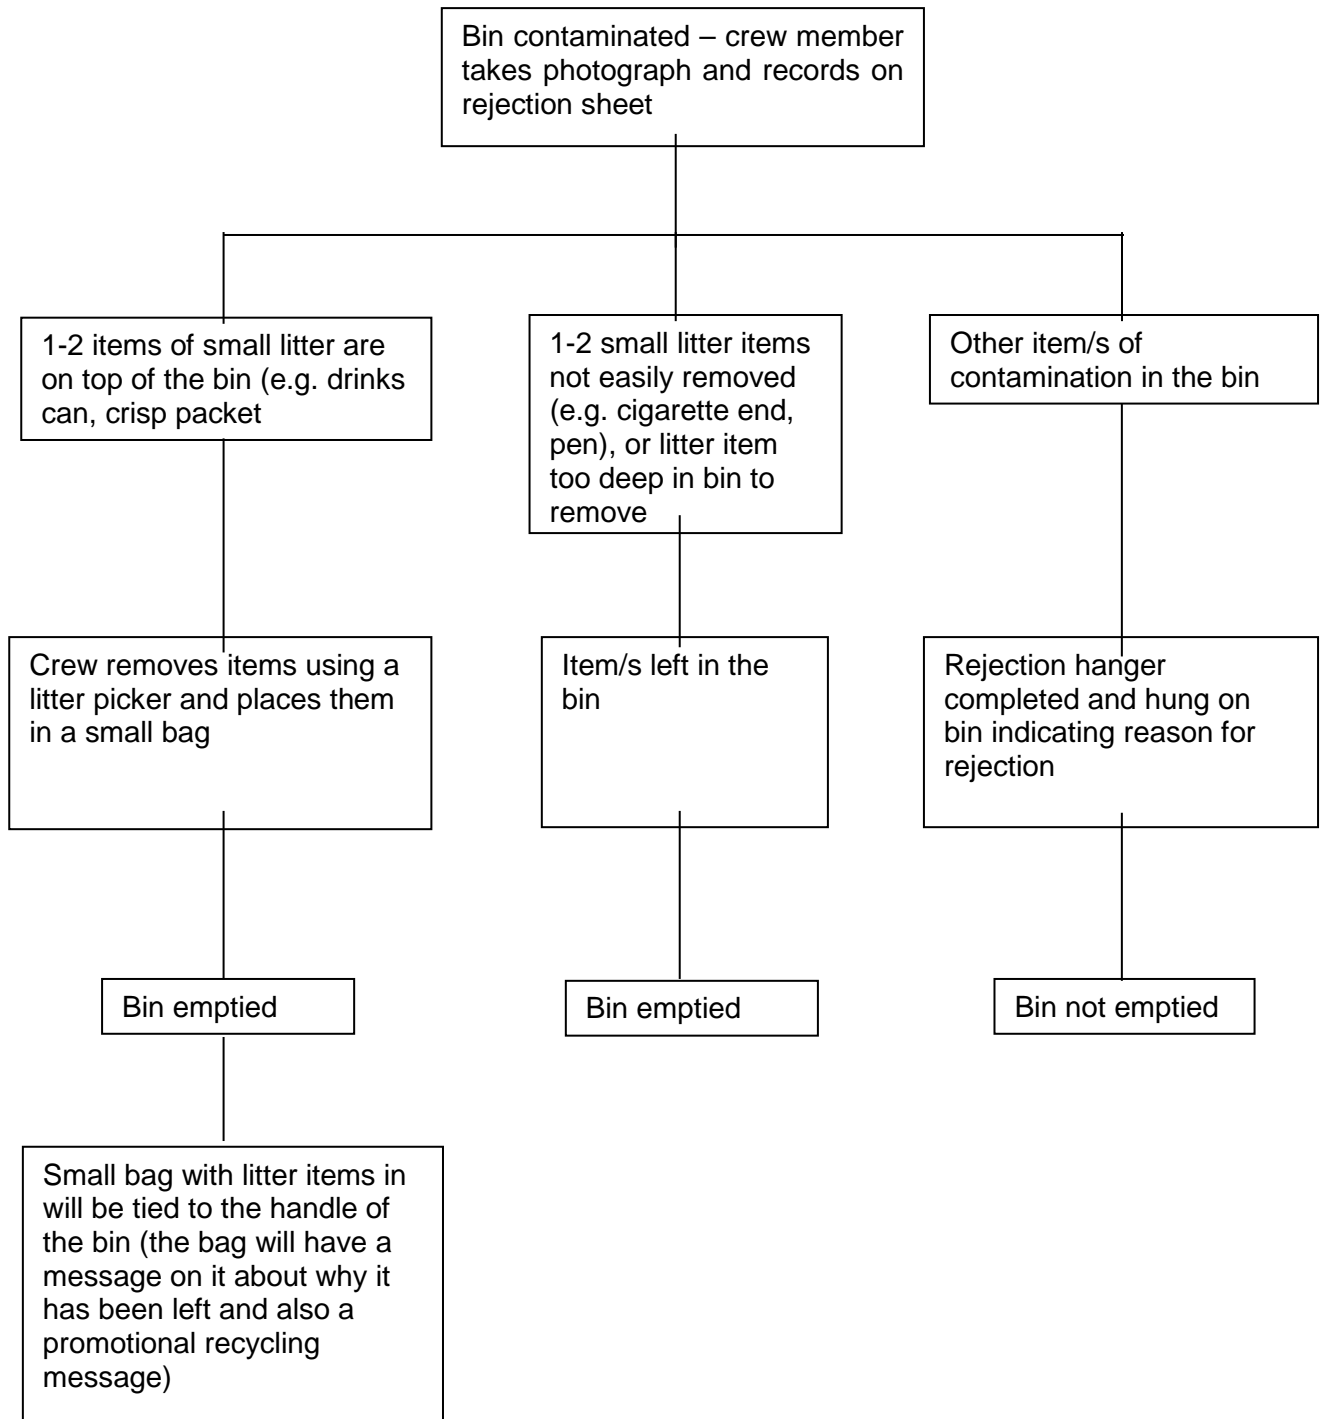 Bin contaminated – crew member
takes photograph and records on
rejection sheet
1-2 items of small litter are
on top of the bin (e.g. drinks
can, crisp packet
1-2 small litter items
not easily removed
(e.g. cigarette end,
pen), or litter item
too deep in bin to
remove
Other item/s of
contamination in the bin
Crew removes items using a
litter picker and places them
in a small bag
Item/s left in the
bin
Rejection hanger
completed and hung on
bin indicating reason for
rejection
Bin emptied
Bin emptied
Bin not emptied
Small bag with litter items in
will be tied to the handle of
the bin (the bag will have a
message on it about why it
has been left and also a
promotional recycling
message)